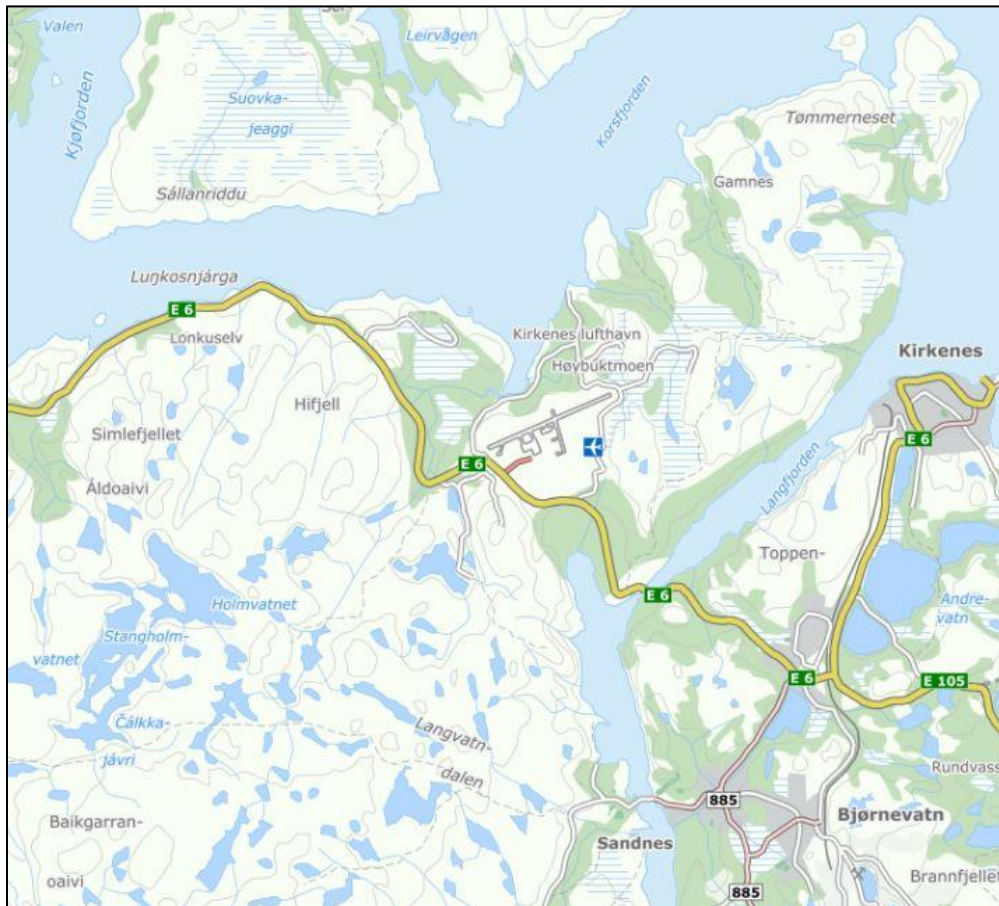 Valen
Leirvågen
Suovka-
jeaggi
Kjøfjorden
Korsfjorden
Tømmerneset
Sállanriddu
Gamnes
Luŋkosnjárga
E 6
Lonkuselv
Kirkenes lufthavn
Høybuktmoen
Kirkenes
Hifjell
Simlefjellet
E 6
E 6
Áldoaivi
Langfjorden
Toppen-
Holmvatnet
E 6
Andre-
vatn
Stangholm-
vatnet
E 6
E 105
Čálkka-
jávri
Langvatn-
dalen
Rundvass
885
Baikgarran-
oaivi
Sandnes
Bjørnevatn
Brannfjellet
885